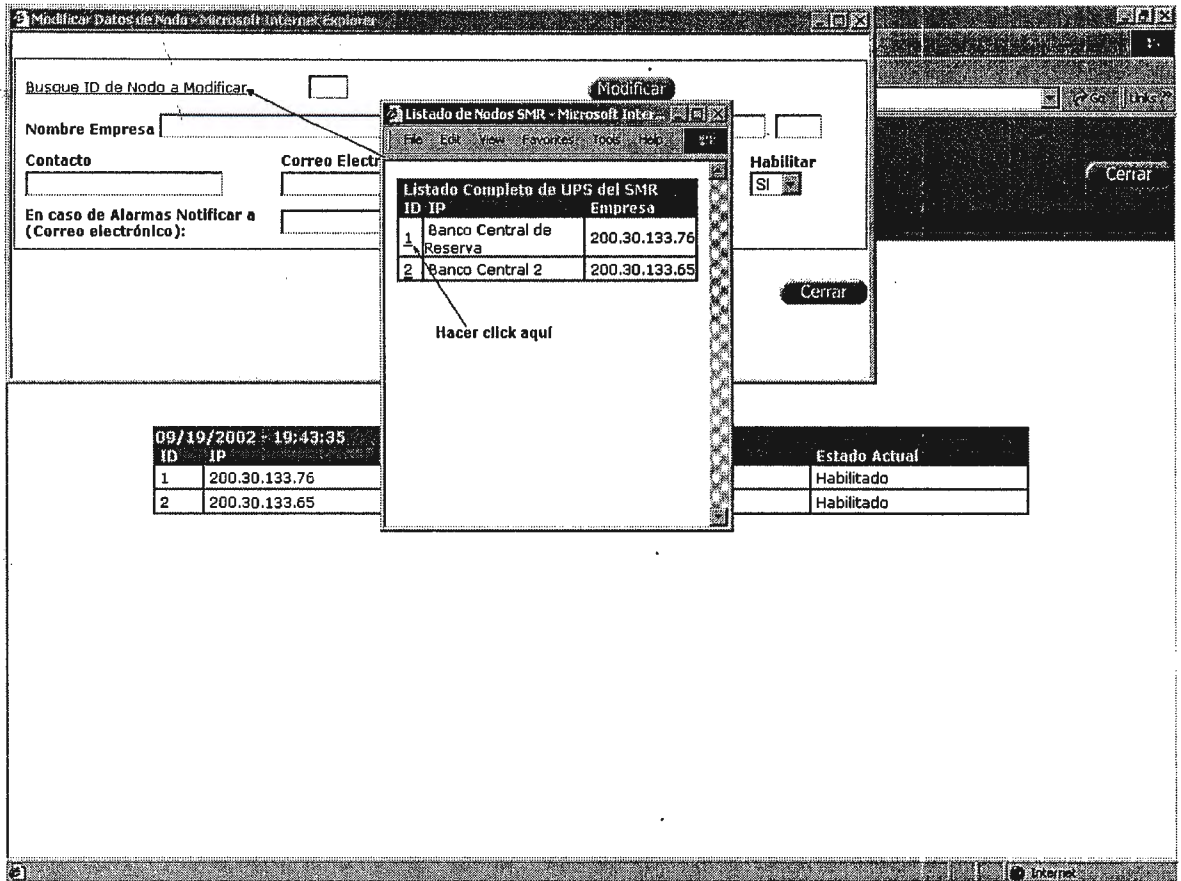 Modificar Datos de Nodo - Microsoft Internet Explorer
Busque ID de Nodo a Modificar
Modificar
Nombre Empresa
Contacto
Correo Electr
Habilitar
SI
En caso de Alarmas Notificar a
(Correo electrónico):
Cerrar
Go
Links
Cerrar
Listado de Nodos SMR - Microsoft Inter...
File Edit View Favorites Tools Help
Listado Completo de UPS del SMR
ID IP Empresa
1 Banco Central de Reserva 200.30.133.76
2 Banco Central 2 200.30.133.65
Hacer click aquí
09/19/2002 - 19:43:35
ID IP Estado Actual
1 200.30.133.76 Habilitado
2 200.30.133.65 Habilitado
Internet